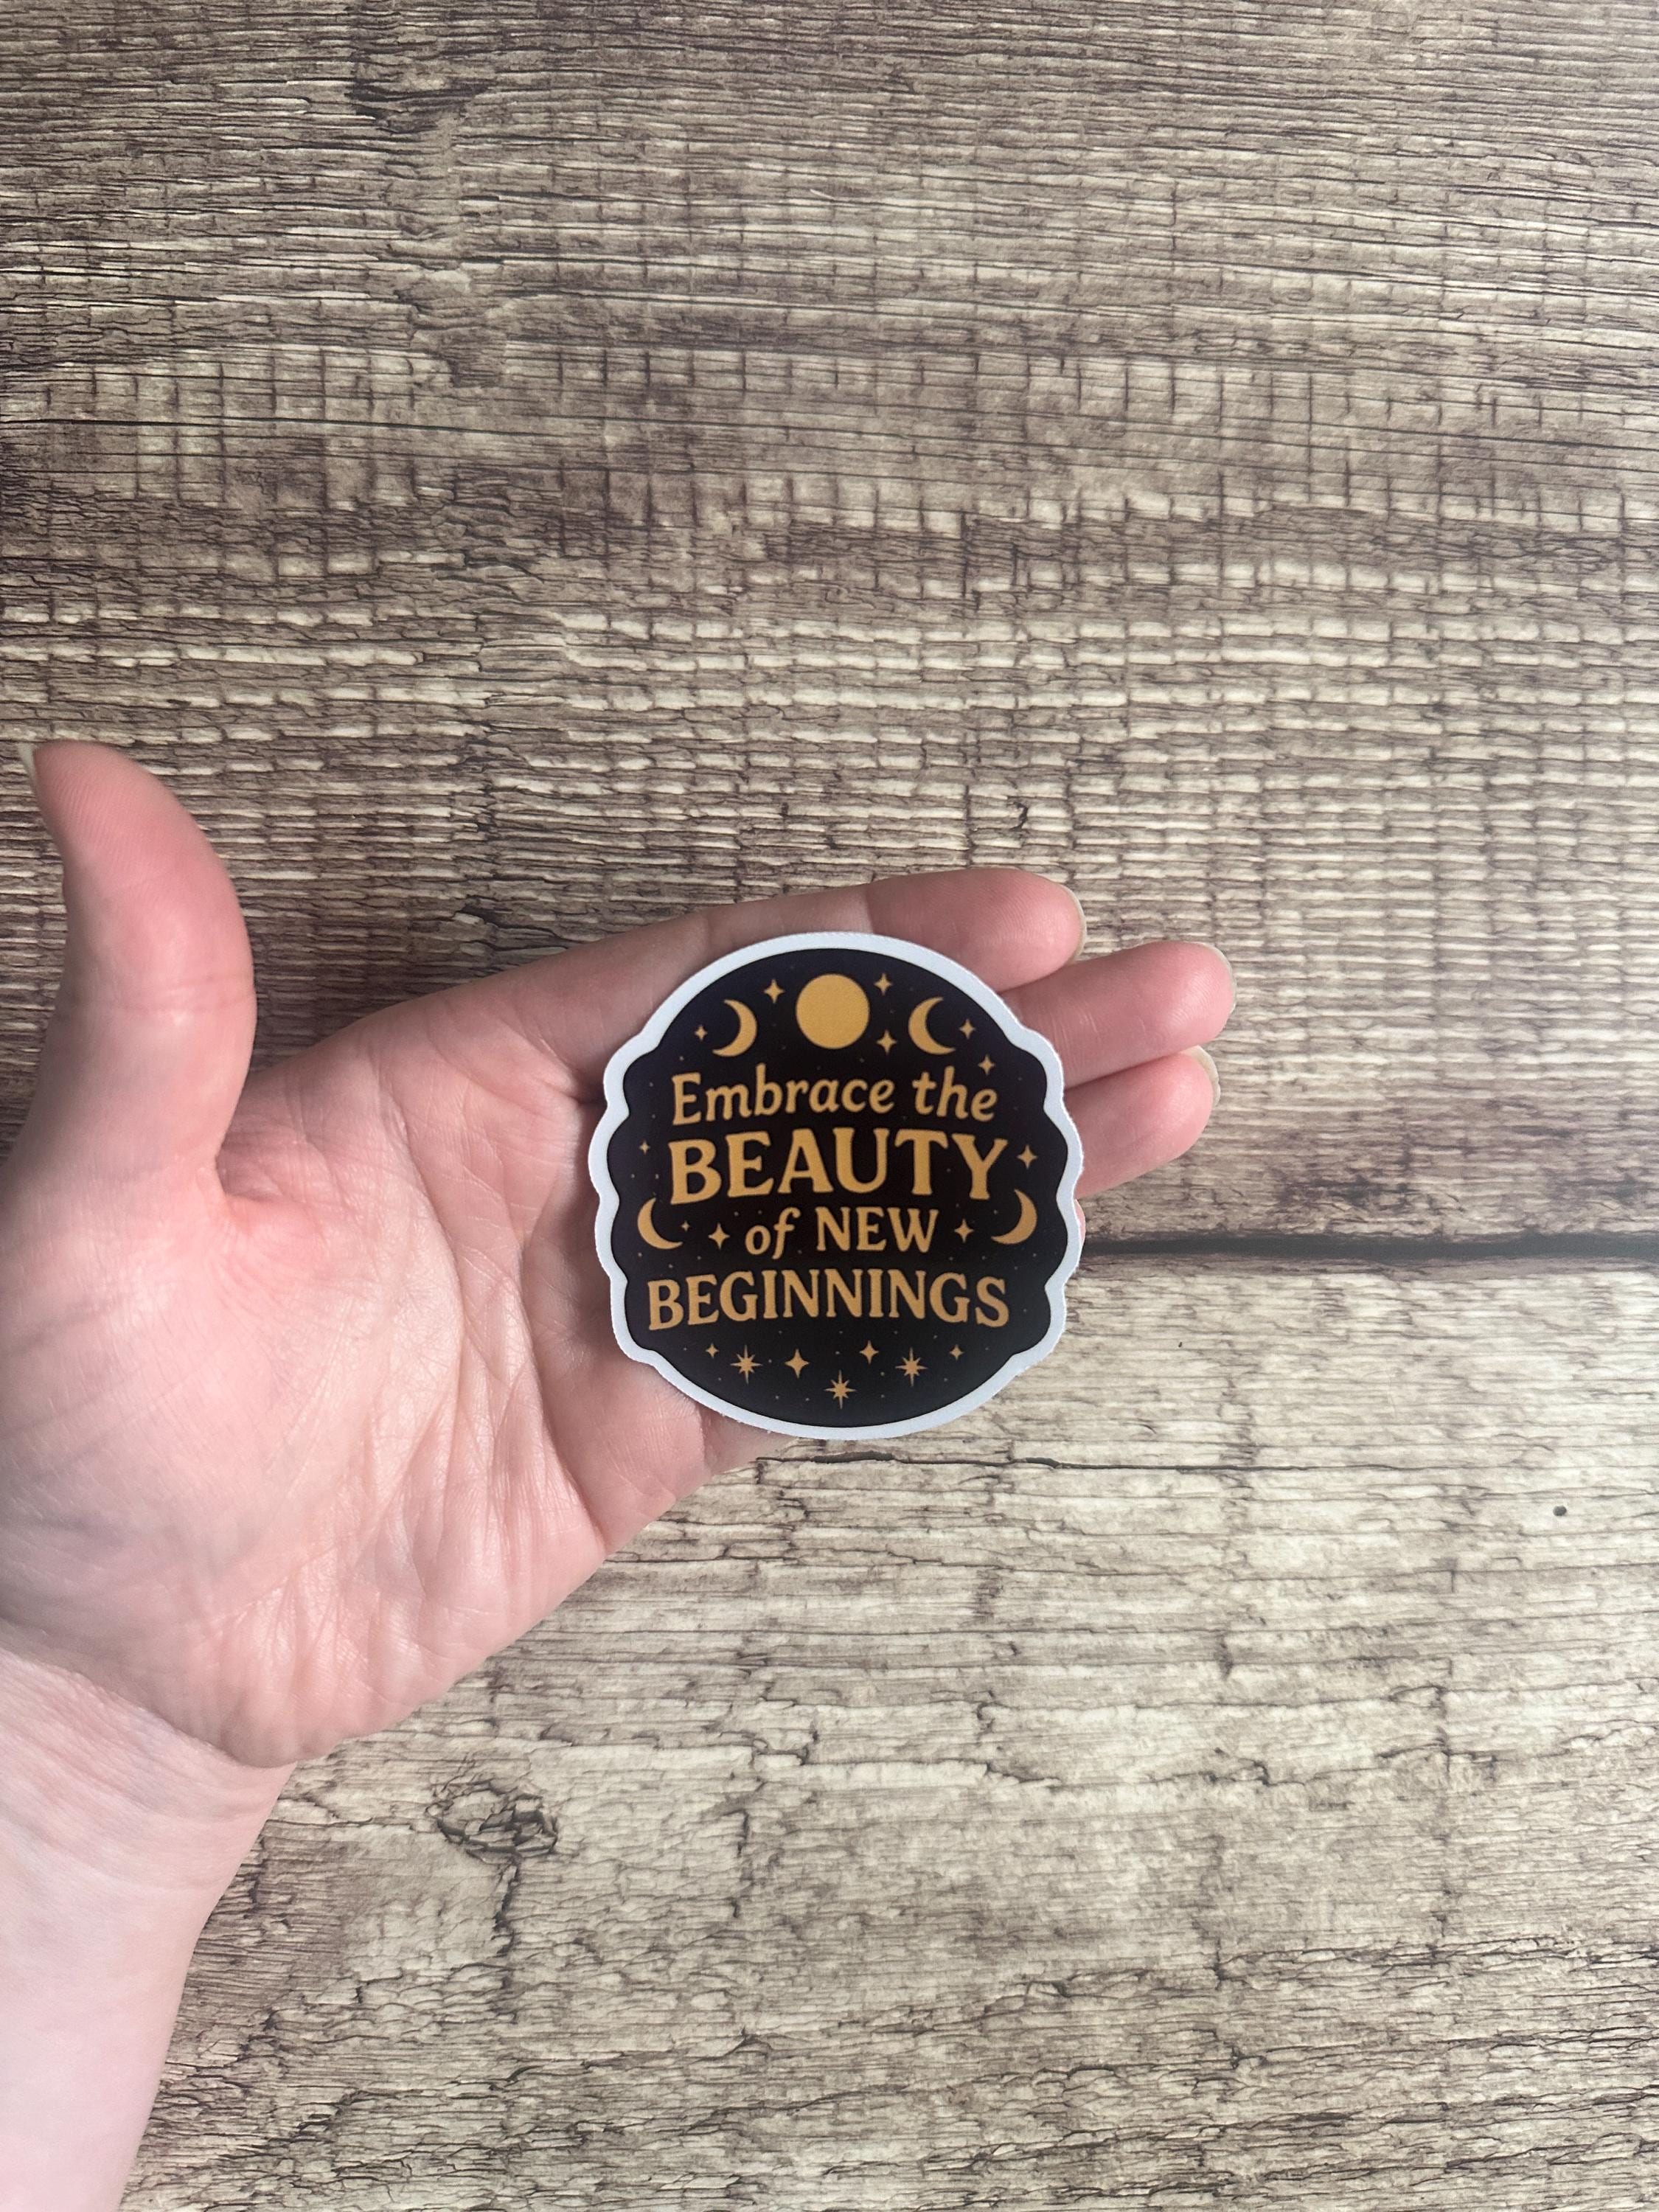 Embrace the
BEAUTY
of NEW
BEGINNINGS